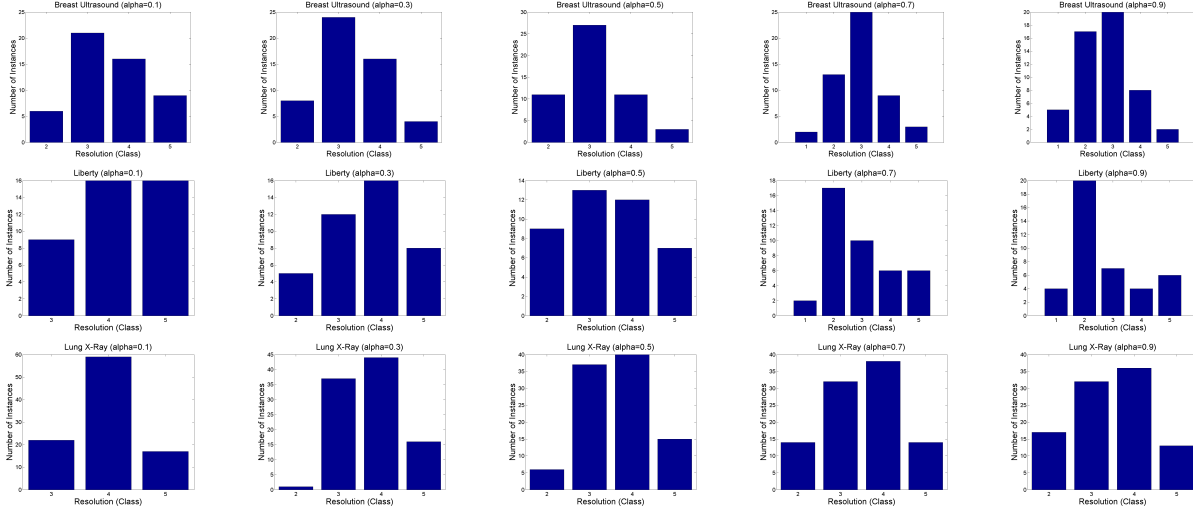 Breast Ultrasound (alpha=0.1)
Number of Instances
25
20
15
10
5
0
2 3 4 5
Resolution (Class)
Breast Ultrasound (alpha=0.3)
Number of Instances
25
20
15
10
5
0
2 3 4 5
Resolution (Class)
Breast Ultrasound (alpha=0.5)
Number of Instances
30
25
20
15
10
5
0
2 3 4 5
Resolution (Class)
Breast Ultrasound (alpha=0.7)
Number of Instances
25
20
15
10
5
0
1 2 3 4 5
Resolution (Class)
Breast Ultrasound (alpha=0.9)
Number of Instances
20
18
16
14
12
10
8
6
4
2
0
1 2 3 4 5
Resolution (Class)
Liberty (alpha=0.1)
Number of Instances
16
14
12
10
8
6
4
2
0
3 4 5
Resolution (Class)
Liberty (alpha=0.3)
Number of Instances
16
14
12
10
8
6
4
2
0
2 3 4 5
Resolution (Class)
Liberty (alpha=0.5)
Number of Instances
14
12
10
8
6
4
2
0
2 3 4 5
Resolution (Class)
Liberty (alpha=0.7)
Number of Instances
18
16
14
12
10
8
6
4
2
0
1 2 3 4 5
Resolution (Class)
Liberty (alpha=0.9)
Number of Instances
20
18
16
14
12
10
8
6
4
2
0
1 2 3 4 5
Resolution (Class)
Lung X-Ray (alpha=0.1)
Number of Instances
60
50
40
30
20
10
0
3 4 5
Resolution (Class)
Lung X-Ray (alpha=0.3)
Number of Instances
45
40
35
30
25
20
15
10
5
0
2 3 4 5
Resolution (Class)
Lung X-Ray (alpha=0.5)
Number of Instances
40
35
30
25
20
15
10
5
0
2 3 4 5
Resolution (Class)
Lung X-Ray (alpha=0.7)
Number of Instances
40
35
30
25
20
15
10
5
0
2 3 4 5
Resolution (Class)
Lung X-Ray (alpha=0.9)
Number of Instances
40
35
30
25
20
15
10
5
0
2 3 4 5
Resolution (Class)